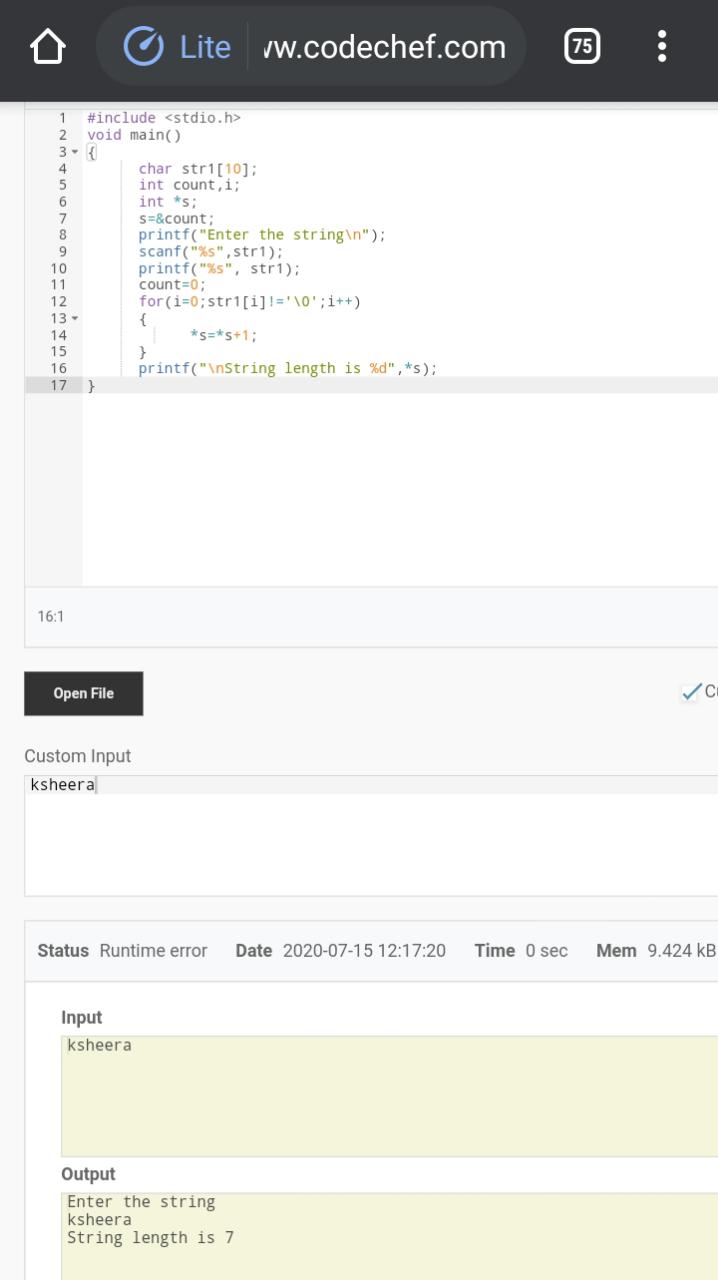 Lite vw.codechef.com 75
1 #include <stdio.h>
2 void main()
3 {
4 char str1[10];
5 int count,i;
6 int *s;
7 s=&count;
8 printf("Enter the string\n");
9 scanf("%s",str1);
10 printf("%s", str1);
11 count=0;
12 for(i=0;str1[i]!='\0';i++)
13 {
14 *s=*s+1;
15 }
16 printf("\nString length is %d",*s);
17 }
16:1
Open File
Custom Input
ksheera
Status Runtime error Date 2020-07-15 12:17:20 Time 0 sec Mem 9.424 kB
Input
ksheera
Output
Enter the string
ksheera
String length is 7